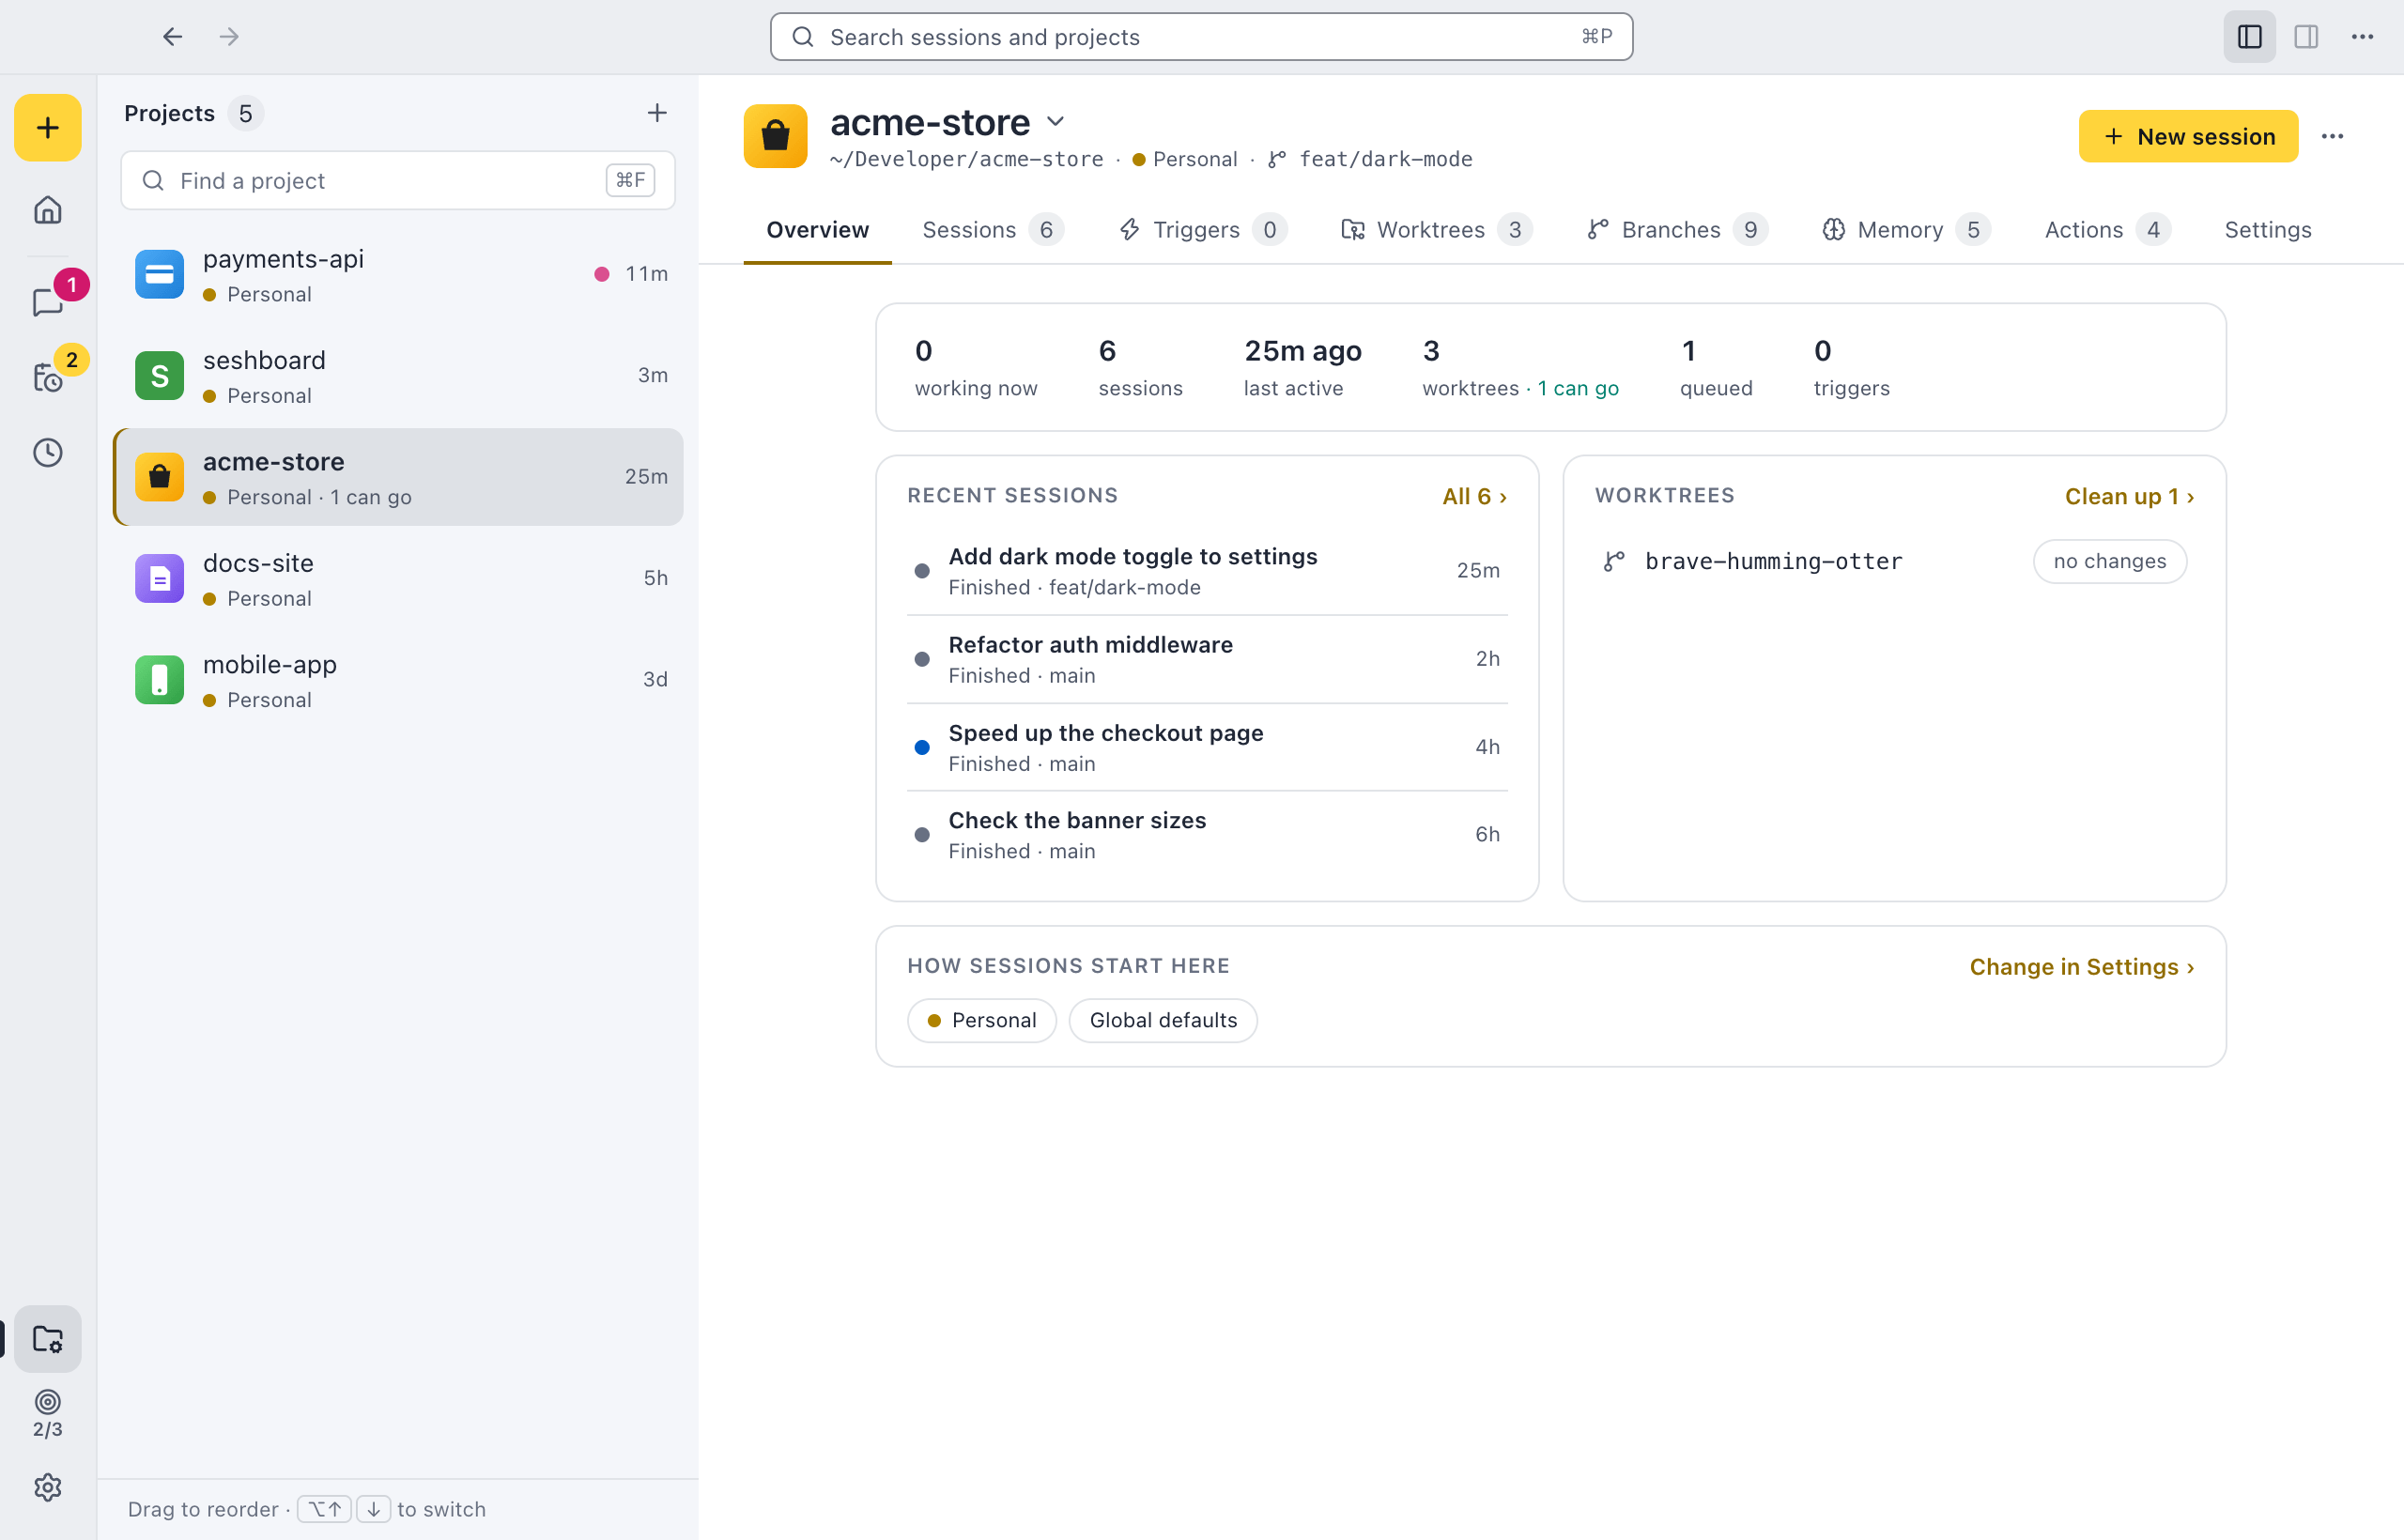 Search sessions and projects ⌘P
Projects 5
Find a project ⌘F
payments-api
Personal
11m
seshboard
Personal
3m
S
acme-store
Personal · 1 can go
25m
docs-site
Personal
5h
mobile-app
Personal
3d
1
2
2/3
Drag to reorder · ⌥↑ ↓ to switch
acme-store
~/Developer/acme-store · Personal · feat/dark-mode
+ New session
Overview Sessions 6 Triggers 0 Worktrees 3 Branches 9 Memory 5 Actions 4 Settings
0 6 25m ago 3 1 0
working now sessions last active worktrees · 1 can go queued triggers
RECENT SESSIONS All 6 ›
Add dark mode toggle to settings
Finished · feat/dark-mode
25m
Refactor auth middleware
Finished · main
2h
Speed up the checkout page
Finished · main
4h
Check the banner sizes
Finished · main
6h
WORKTREES Clean up 1 ›
brave-humming-otter no changes
HOW SESSIONS START HERE Change in Settings ›
Personal Global defaults